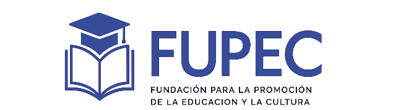 FUPEC
FUNDACIÓN PARA LA PROMOCIÓN
DE LA EDUCACION Y LA CULTURA